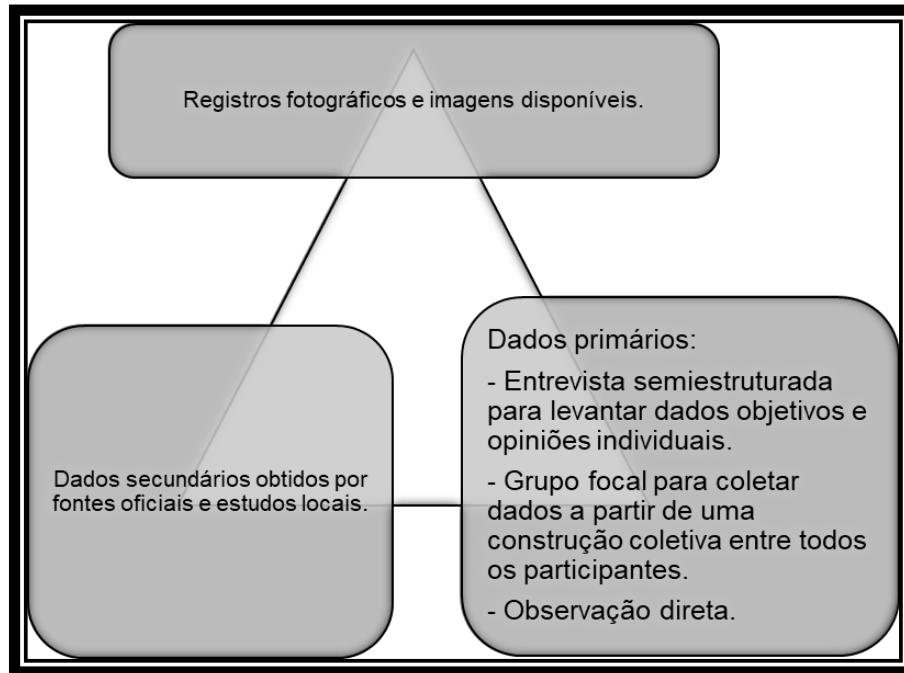 Registros fotográficos e imagens disponíveis.
Dados secundários obtidos por
fontes oficiais e estudos locais.
Dados primários:
- Entrevista semiestruturada
para levantar dados objetivos e
opiniões individuais.
- Grupo focal para coletar
dados a partir de uma
construção coletiva entre todos
os participantes.
- Observação direta.